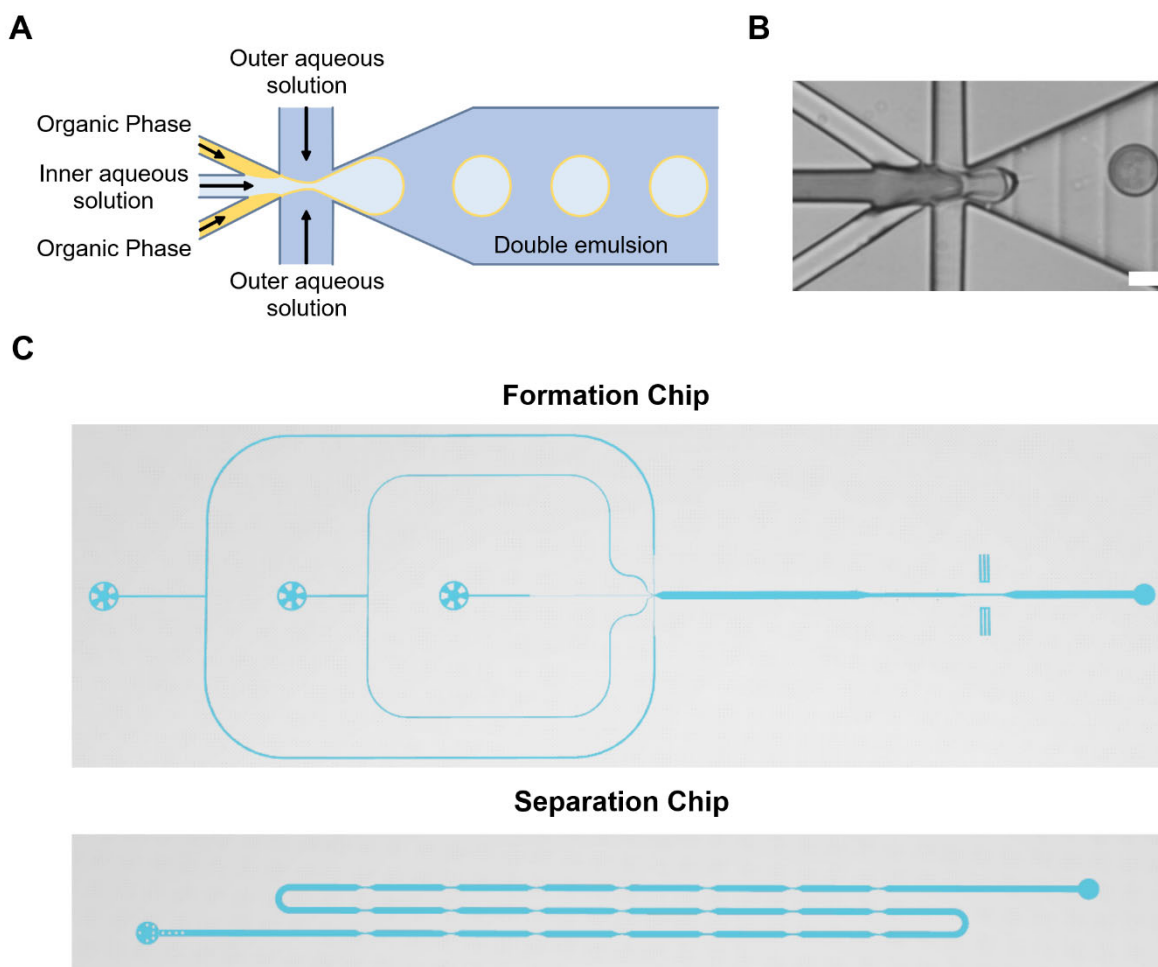 A
B
Outer aqueous
solution
Organic Phase
Inner aqueous
solution
Organic Phase
Double emulsion
Outer aqueous
solution
C
Formation Chip
Separation Chip